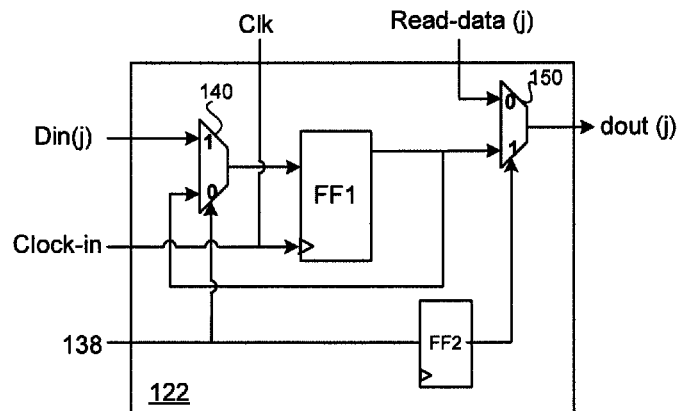 Clk
Read-data (j)
140
150
Din(j)
1
0
0
1
dout (j)
FF1
Clock-in
138
FF2
122